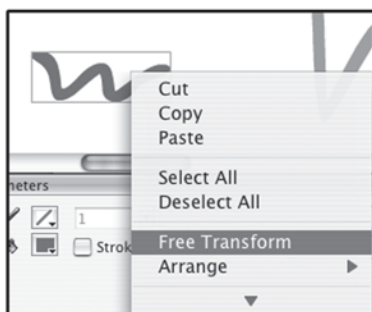 Cut
Copy
Paste
Select All
Deselect All
Free Transform
Arrange
meters
1
Strok